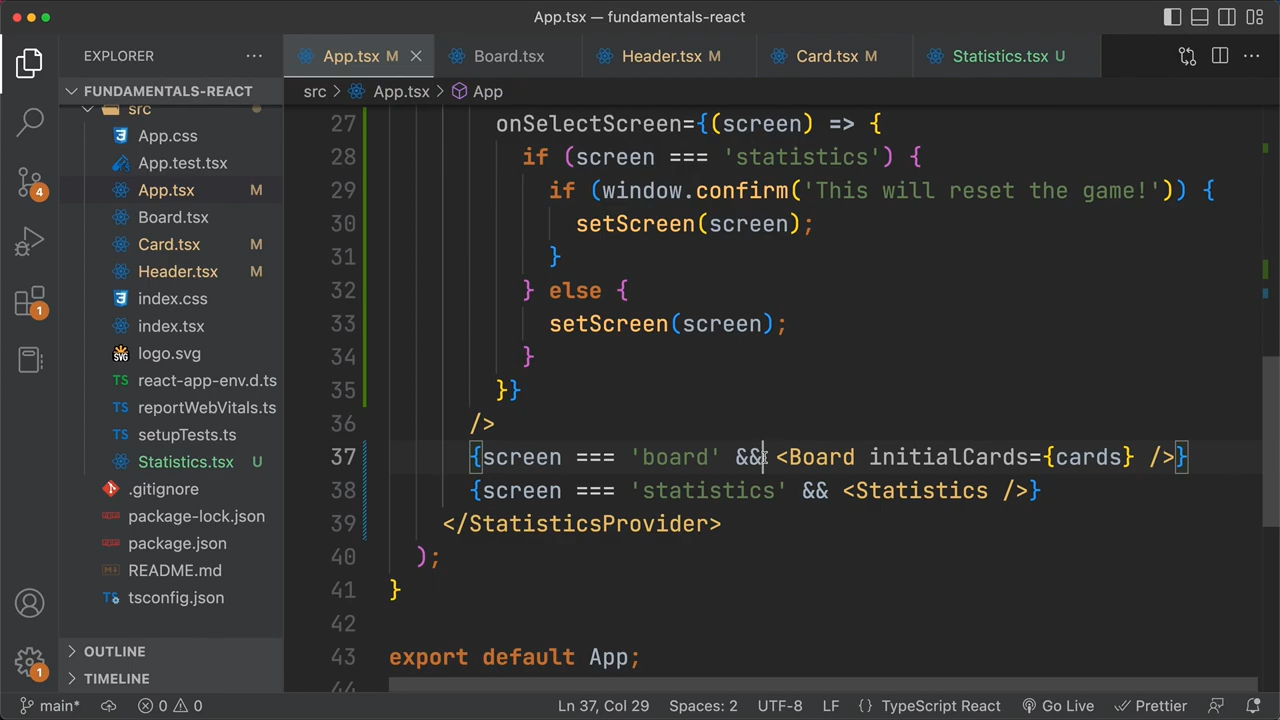 App.tsx — fundamentals-react
EXPLORER
FUNDAMENTALS-REACT
src
App.css
App.test.tsx
App.tsx M
Board.tsx
Card.tsx M
Header.tsx M
index.css
index.tsx
logo.svg
TS react-app-env.d.ts
TS reportWebVitals.ts
TS setupTests.ts
Statistics.tsx U
.gitignore
package-lock.json
package.json
README.md
TS tsconfig.json
OUTLINE
TIMELINE
4
1
1
App.tsx M
Board.tsx
Header.tsx M
Card.tsx M
Statistics.tsx U
src > App.tsx > App
27 onSelectScreen={(screen) => {
28 if (screen === 'statistics') {
29 if (window.confirm('This will reset the game!')) {
30 setScreen(screen);
31 }
32 } else {
33 setScreen(screen);
34 }
35 }}
36 />
37 {screen === 'board' && <Board initialCards={cards} />}
38 {screen === 'statistics' && <Statistics />}
39 </StatisticsProvider>
40 );
41 }
42
43 export default App;
44
main* 0 0 Ln 37, Col 29 Spaces: 2 UTF-8 LF {} TypeScript React Go Live Prettier